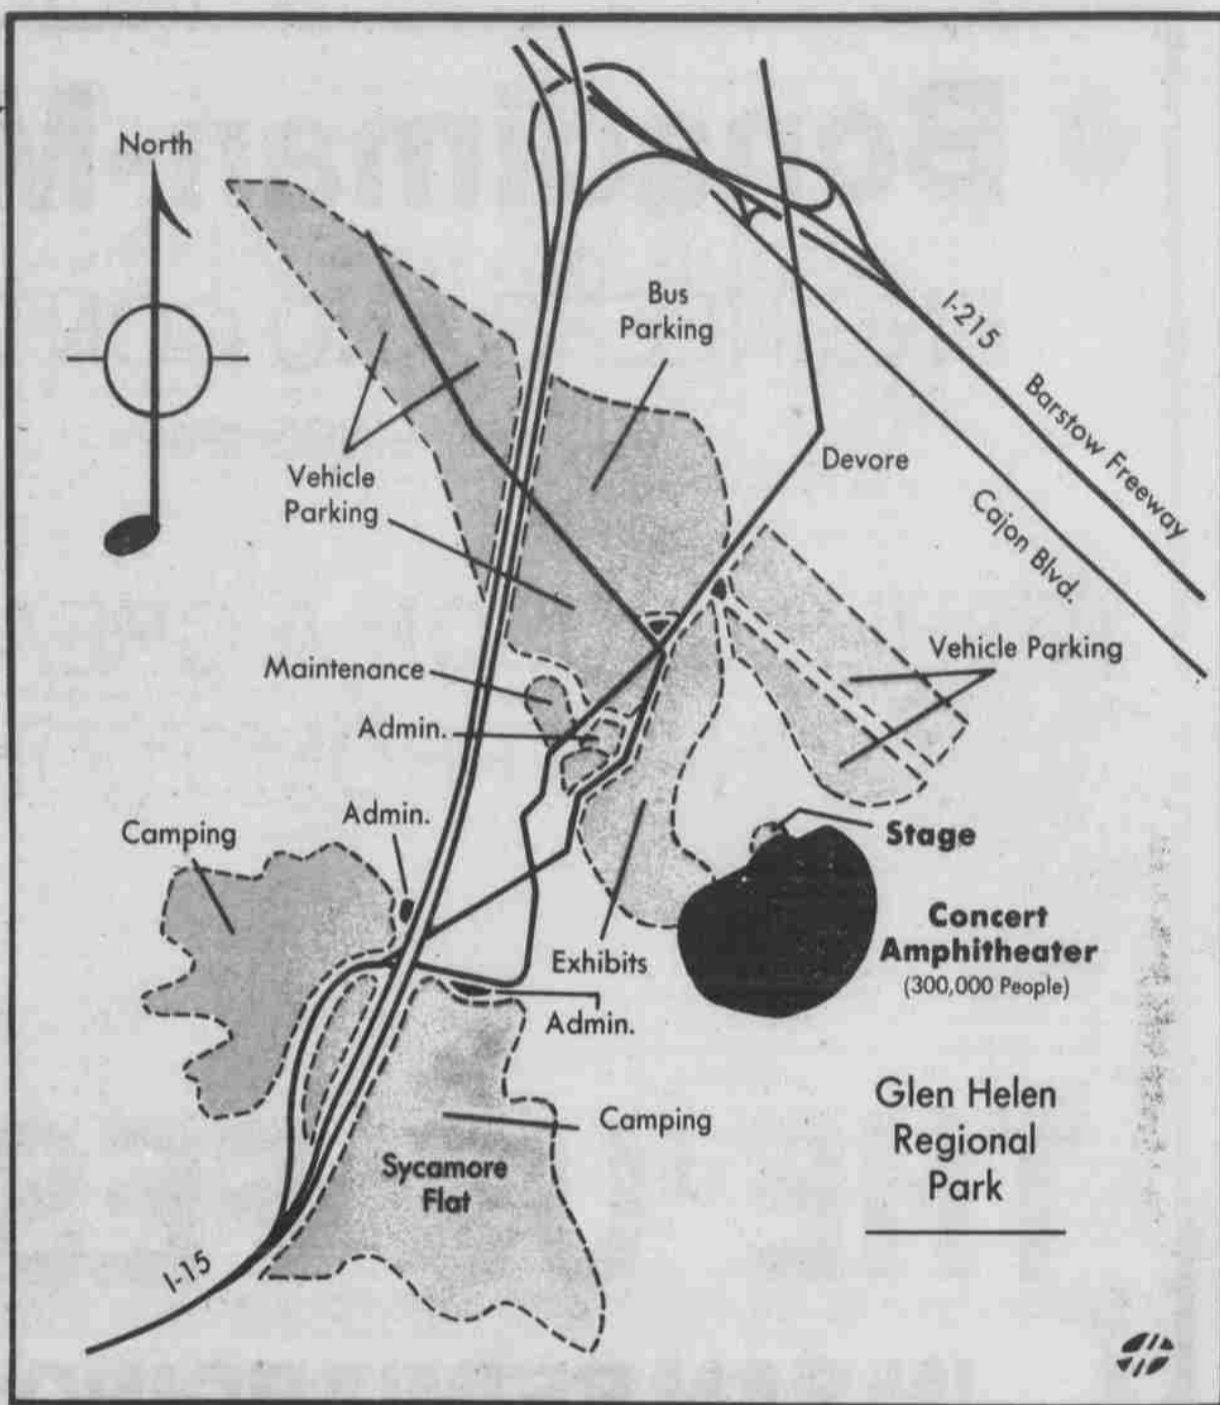 North
Bus
Parking
I-215
Barstow Freeway
Devore
Cajon Blvd.
Vehicle
Parking
Vehicle Parking
Maintenance
Admin.
Admin.
Camping
Stage
Concert
Amphitheater
(300,000 People)
Exhibits
Admin.
Glen Helen
Regional
Park
Camping
Sycamore
Flat
I-15